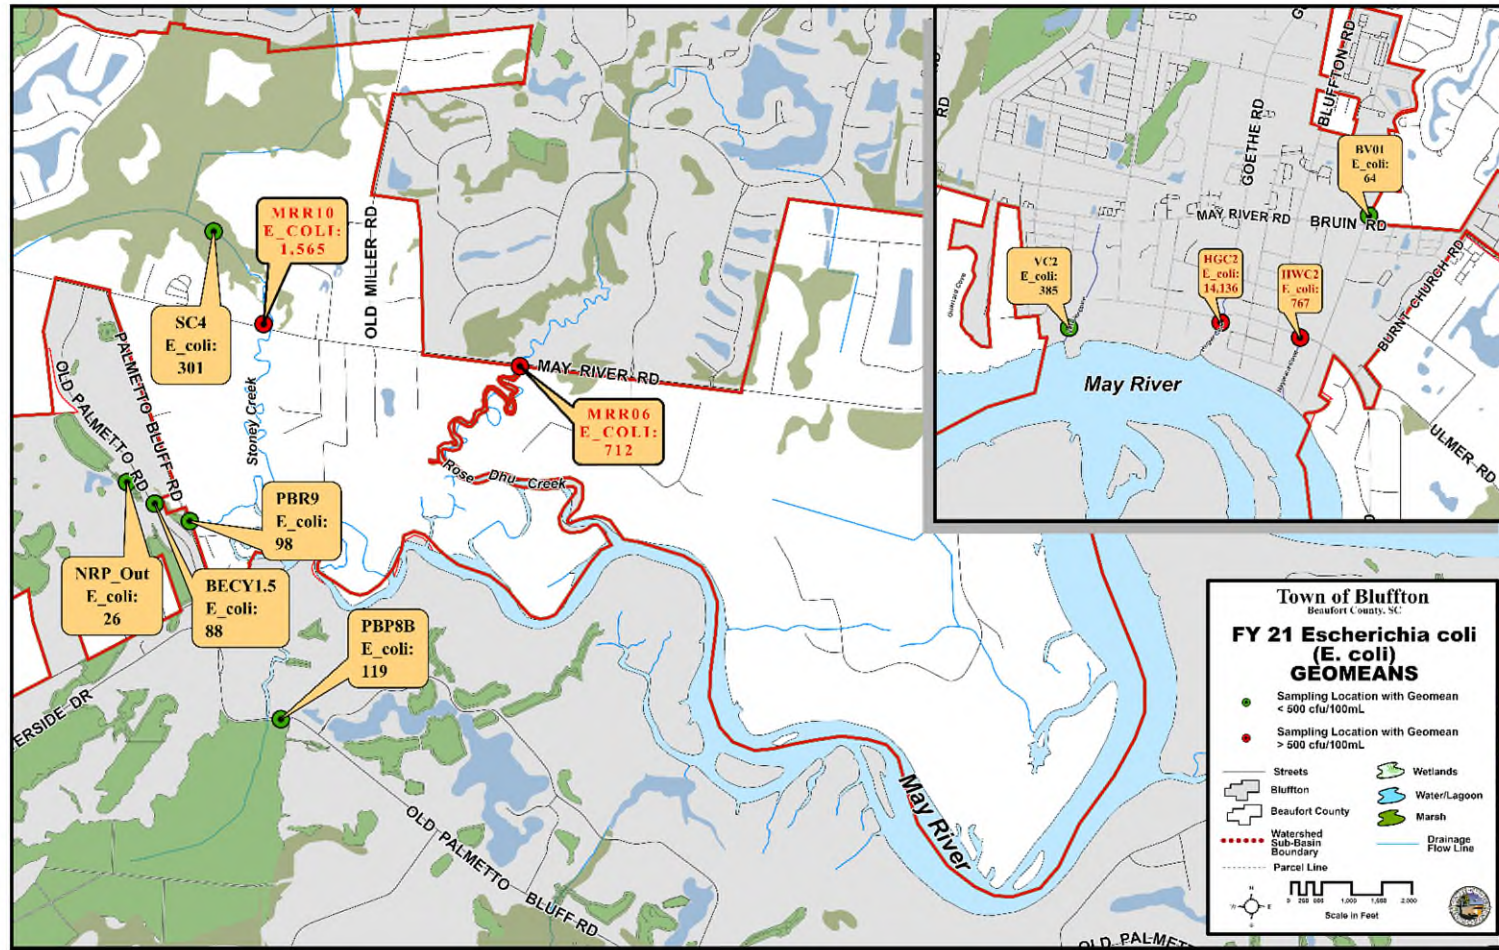 MRR10
E_COLI:
1,565
SC4
E_coli:
301
OLD MILLER RD
PALMETTO BLUFF RD
OLD PALMETTO RD
Stoney Creek
MAY RIVER RD
MRR06
E_COLI:
712
Rose Dhu Creek
PBR9
E_coli:
98
NRP_Out
E_coli:
26
BECY1.5
E_coli:
88
PBP8B
E_coli:
119
ERSIDE DR
OLD PALMETTO BLUFF RD
May River
OLD PALMETTO
RD
BLUFFTON RD
GOETHE RD
BV01
E_coli:
64
MAY RIVER RD
BRUIN RD
VC2
E_coli:
385
HGC2
E_coli:
14,136
HWC2
E_coli:
767
BURNT CHURCH RD
May River
ULMER RD
Town of Bluffton
Beaufort County, SC
FY 21 Escherichia coli
(E. coli)
GEOMEANS
Sampling Location with Geomean
< 500 cfu/100mL
Sampling Location with Geomean
> 500 cfu/100mL
Streets
Bluffton
Beaufort County
Watershed
Sub-Basin
Boundary
Parcel Line
Wetlands
Water/Lagoon
Marsh
Drainage
Flow Line
1,000
2,000
Scale in Feet